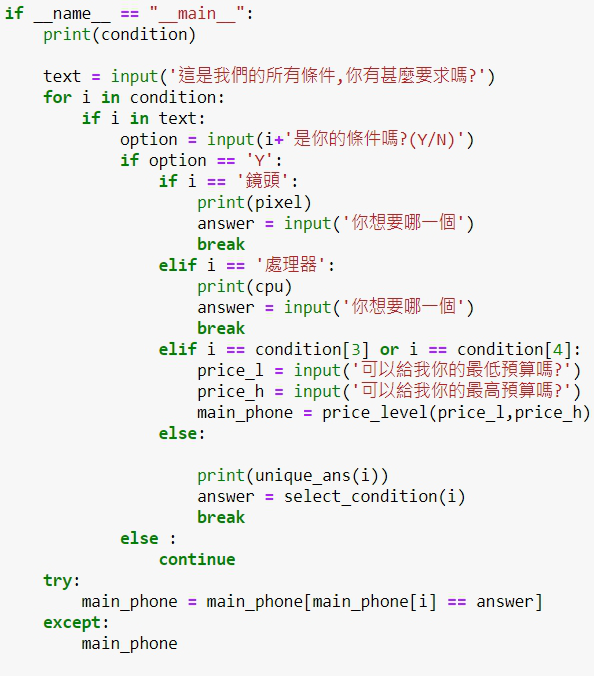 if __name__ == "__main__":
    print(condition)

    text = input('這是我們的所有條件,你有甚麼要求嗎?')
    for i in condition:
        if i in text:
            option = input(i+'是你的條件嗎?(Y/N)')
            if option == 'Y':
                if i == '鏡頭':
                    print(pixel)
                    answer = input('你想要哪一個')
                    break
                elif i == '處理器':
                    print(cpu)
                    answer = input('你想要哪一個')
                    break
                elif i == condition[3] or i == condition[4]:
                    price_l = input('可以給我你的最低預算嗎?')
                    price_h = input('可以給我你的最高預算嗎?')
                    main_phone = price_level(price_l,price_h)
                else:

                    print(unique_ans(i))
                    answer = select_condition(i)
                    break
            else :
                continue
    try:
        main_phone = main_phone[main_phone[i] == answer]
    except:
        main_phone